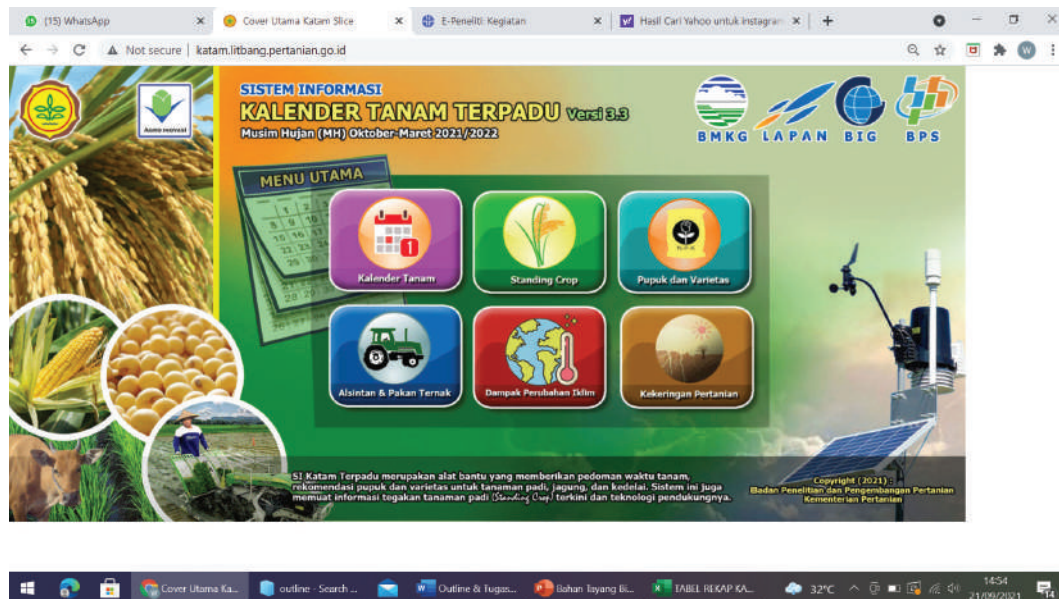 (15) WhatsApp
Cover Utama Katam Slice
E-Peneliti: Kegiatan
Hasil Cari Yahoo untuk instagram
Not secure | katam.litbang.pertanian.go.id
W
AGRO INOVASI
SISTEM INFORMASI
KALENDER TANAM TERPADU Versi 3.3
Musim Hujan (MH) Oktober-Maret 2021/2022
BMKG LAPAN BIG BPS
MENU UTAMA
Kalender Tanam
Standing Crop
N-P-K
Pupuk dan Varietas
Alsintan & Pakan Ternak
Dampak Perubahan Iklim
Kekeringan Pertanian
SI Katam Terpadu merupakan alat bantu yang memberikan pedoman waktu tanam,
rekomendasi pupuk dan varietas untuk tanaman padi, jagung, dan kedelai. Sistem ini juga
memuat informasi tegakan tanaman padi (Standing Crop) terkini dan teknologi pendukungnya.
Copyright (2021) :
Badan Penelitian dan Pengembangan Pertanian
Kementerian Pertanian
Cover Utama Ka...
outline - Search ...
Outline & Tugas...
Bahan Tayang Bi...
TABEL REKAP KA...
32°C
14:54
21/09/2021
14